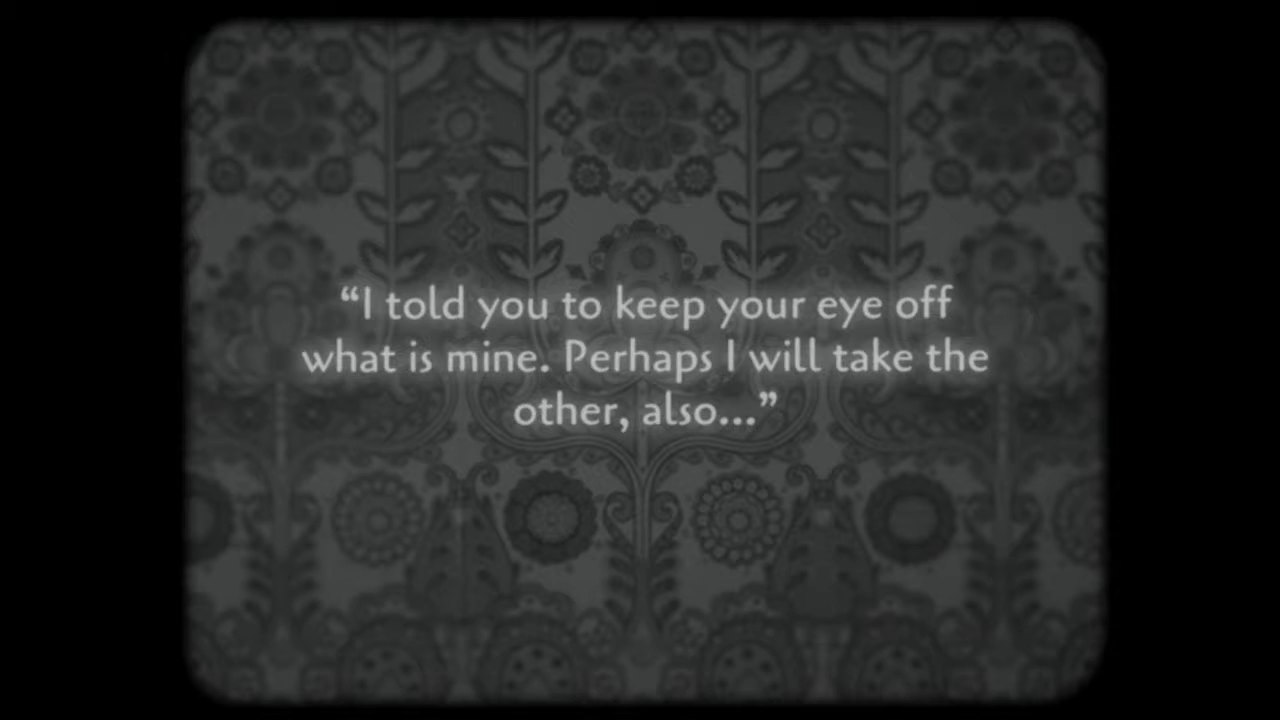 “I told you to keep your eye off
what is mine. Perhaps I will take the
other, also...”